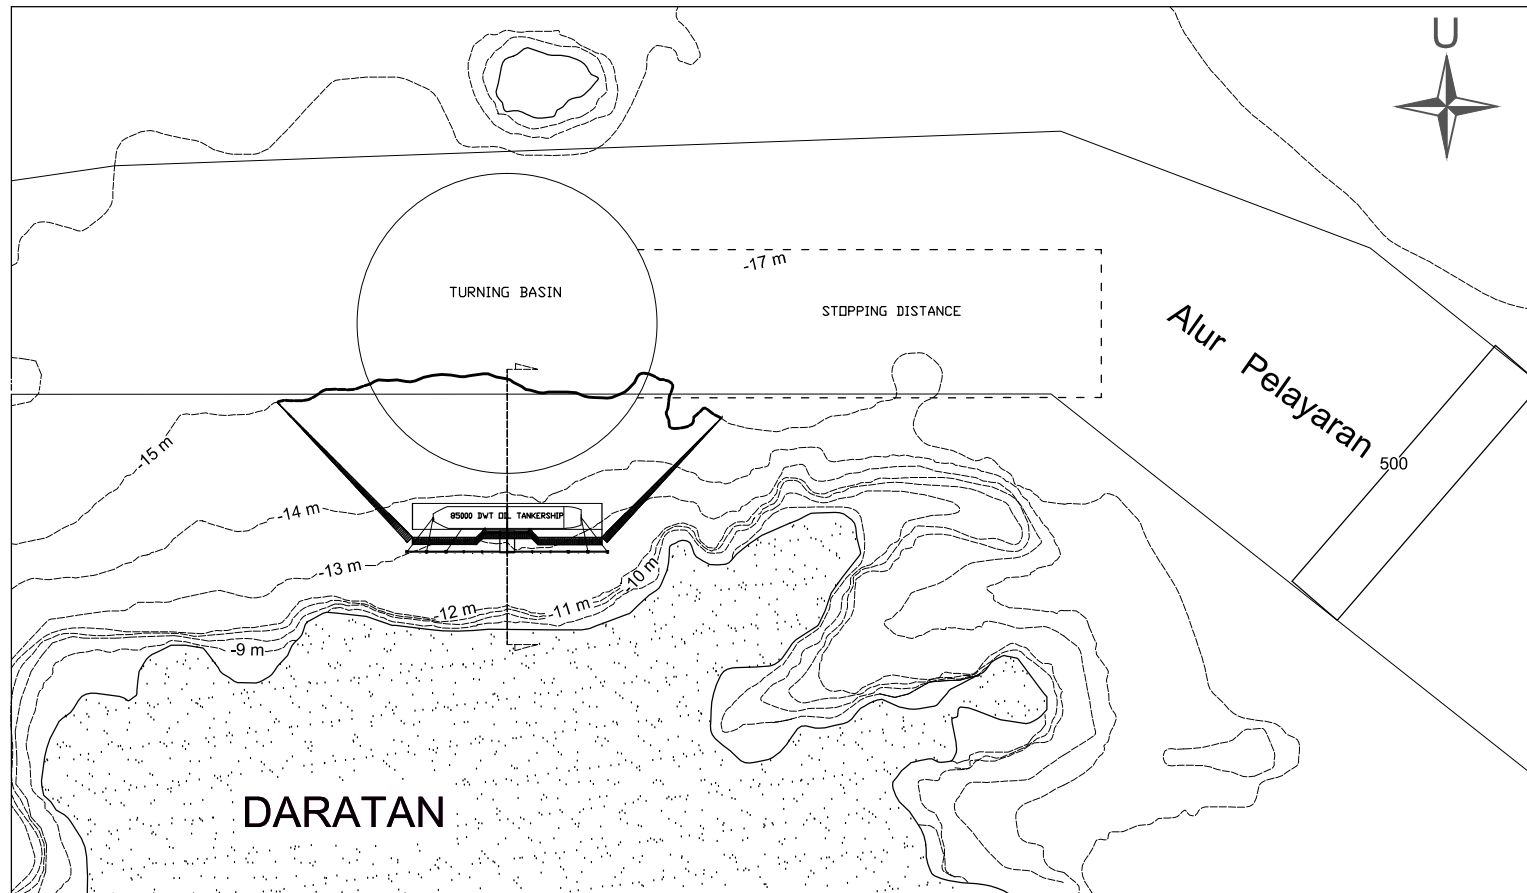 U
-17 m
TURNING BASIN
STOPPING DISTANCE
Alur Pelayaran
-15 m
500
-14 m
85000 DWT OIL TANKERSHIP
-13 m
-10 m
-12 m
-11 m
-9 m
DARATAN